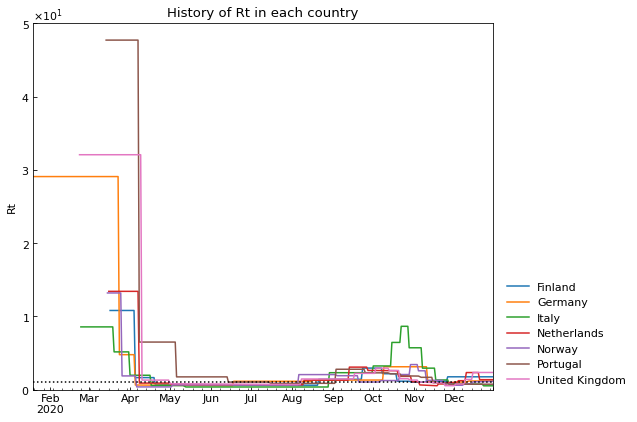 History of Rt in each country
×10¹
5
4
3
2
1
0
Rt
Feb Mar Apr May Jun Jul Aug Sep Oct Nov Dec
2020
Finland
Germany
Italy
Netherlands
Norway
Portugal
United Kingdom